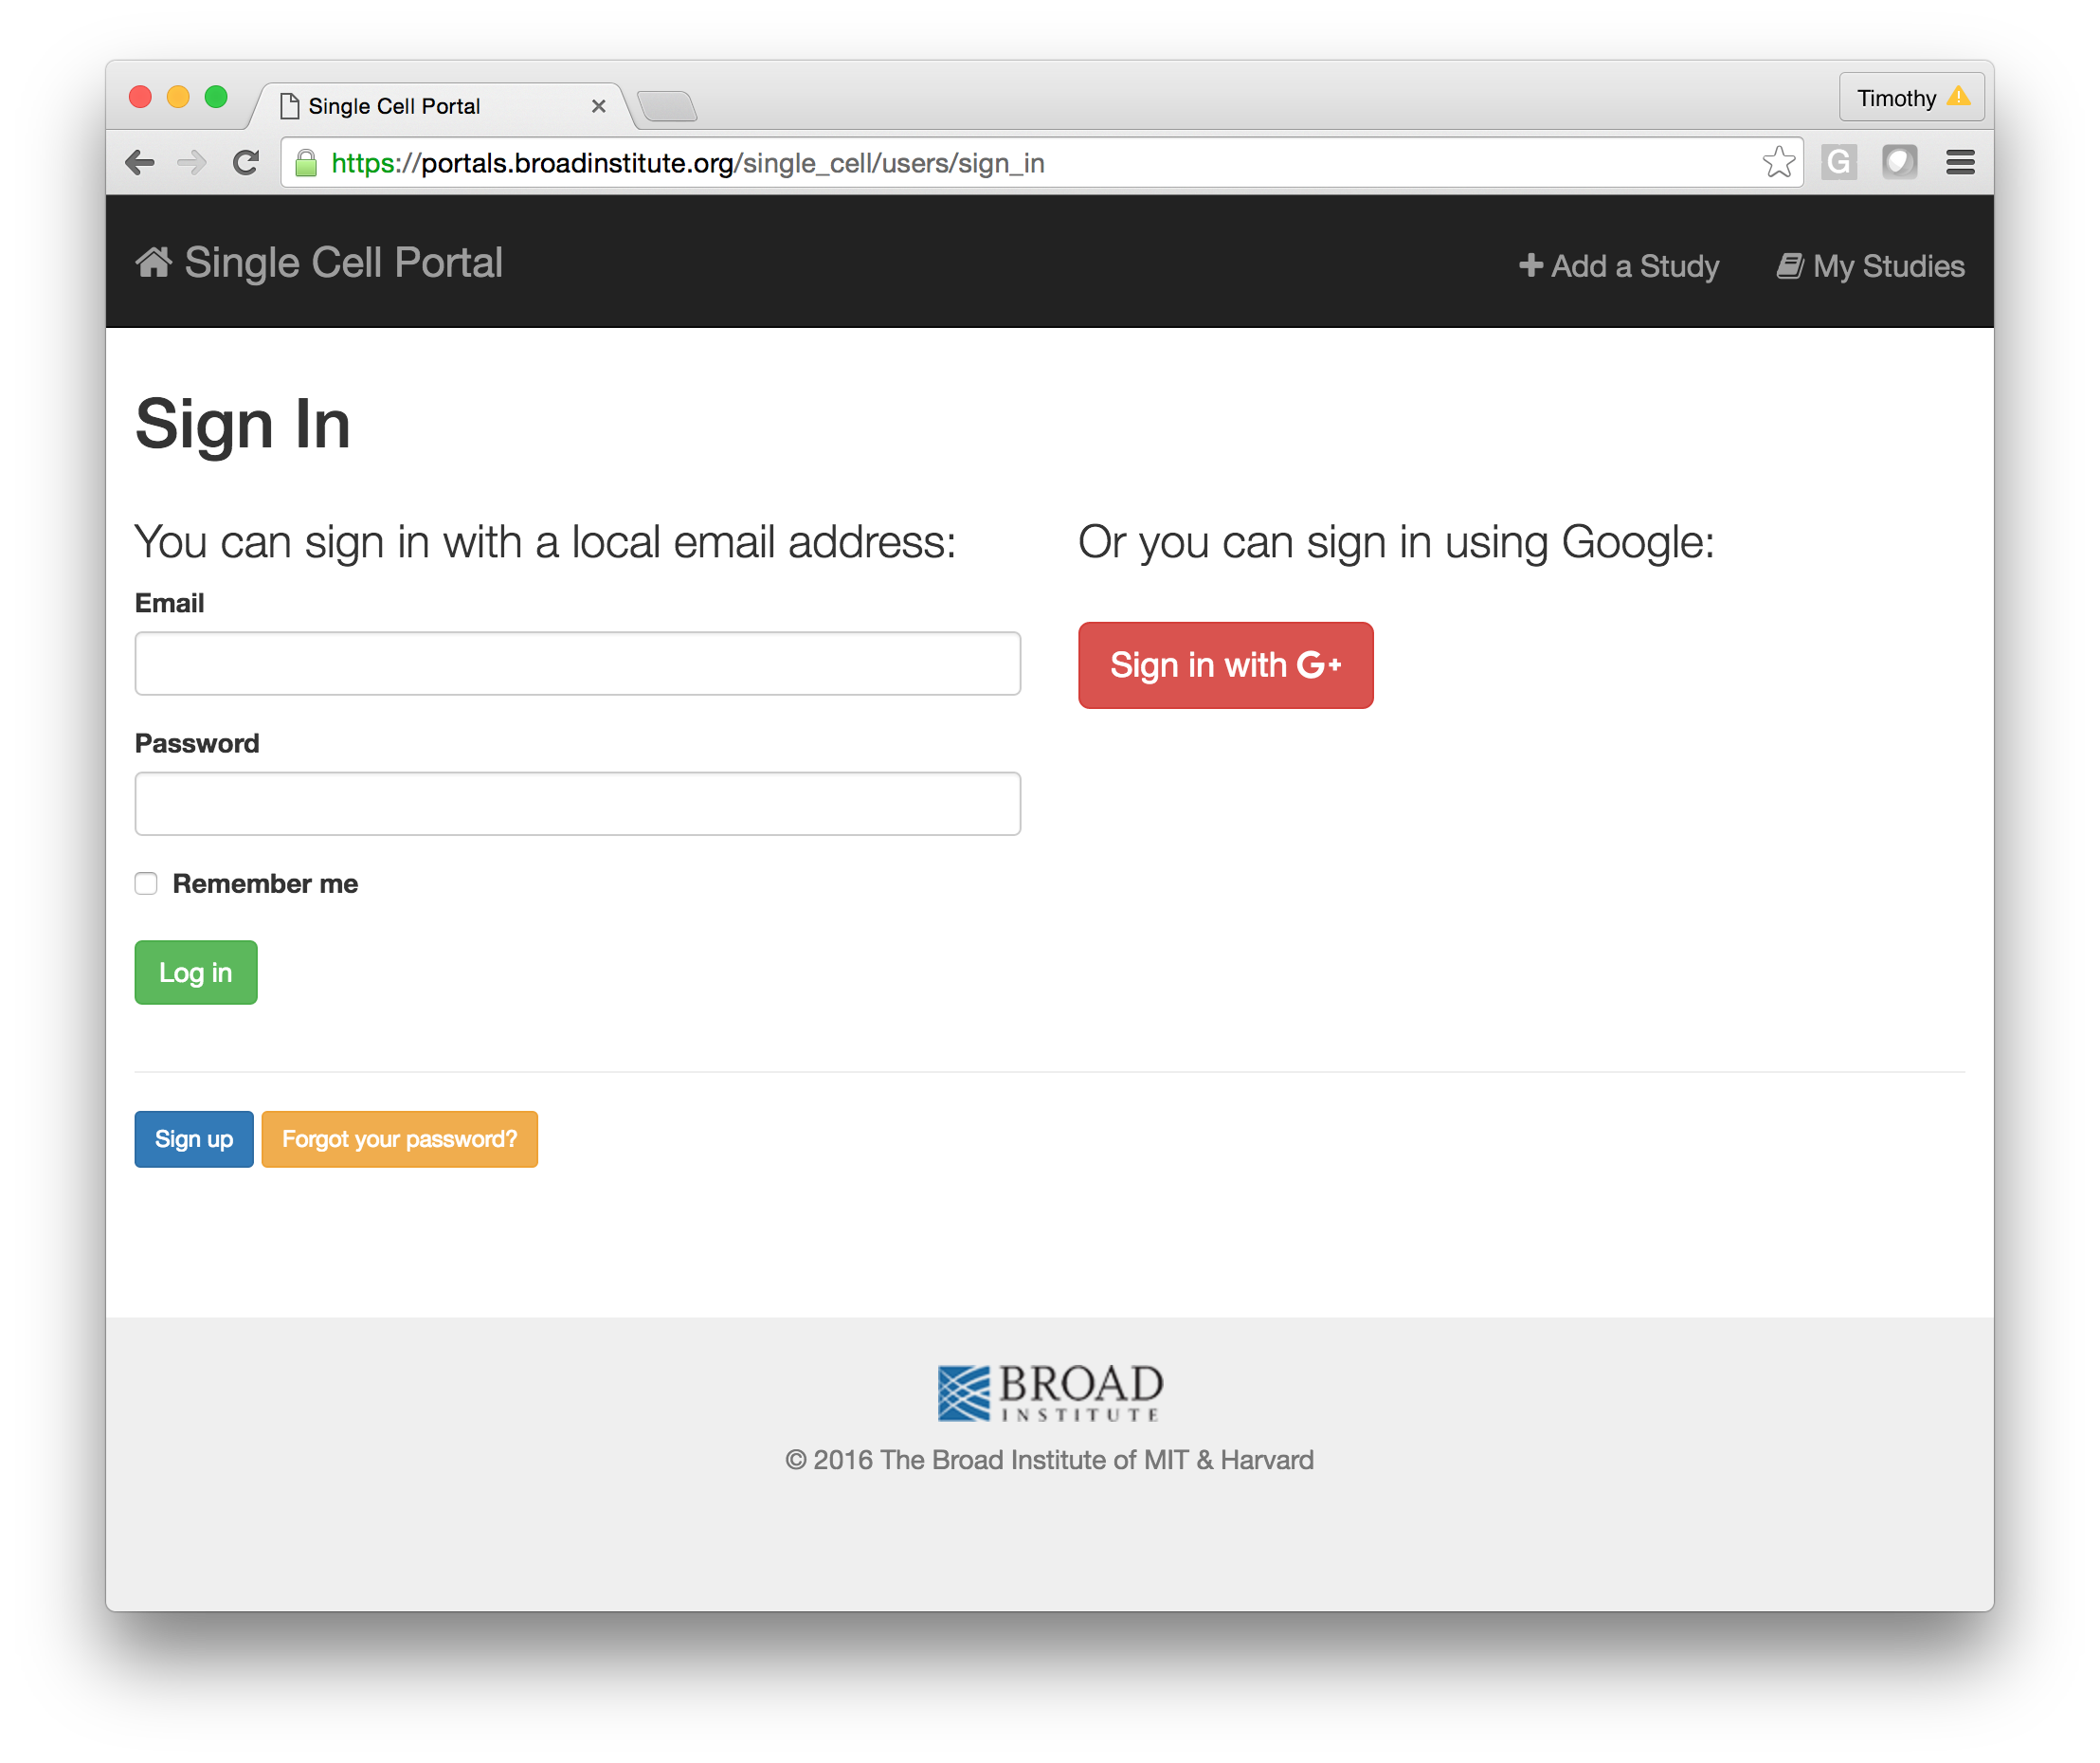 Single Cell Portal
Timothy
https://portals.broadinstitute.org/single_cell/users/sign_in
G
Single Cell Portal
Add a Study
My Studies
Sign In
You can sign in with a local email address:
Email
Password
Remember me
Log in
Or you can sign in using Google:
Sign in with G+
Sign up
Forgot your password?
BROAD
INSTITUTE
© 2016 The Broad Institute of MIT & Harvard